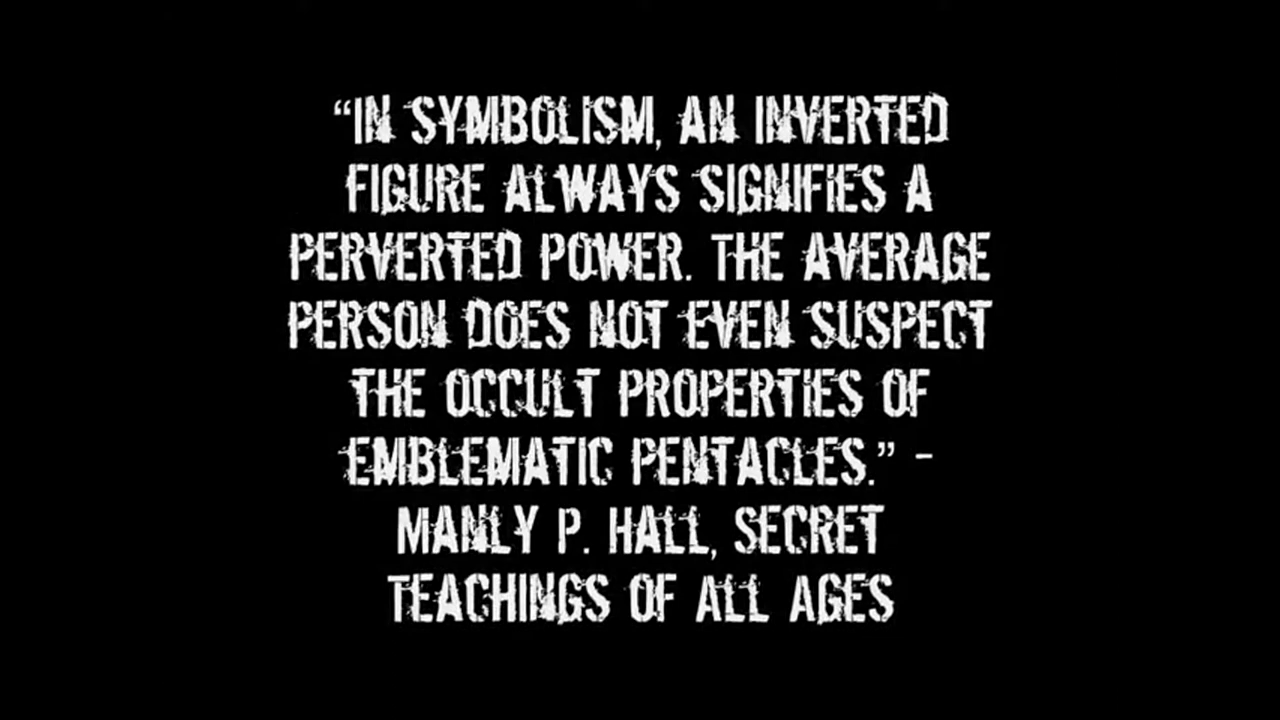 “IN SYMBOLISM, AN INVERTED
FIGURE ALWAYS SIGNIFIES A
PERVERTED POWER. THE AVERAGE
PERSON DOES NOT EVEN SUSPECT
THE OCCULT PROPERTIES OF
EMBLEMATIC PENTACLES.” -
MANLY P. HALL, SECRET
TEACHINGS OF ALL AGES